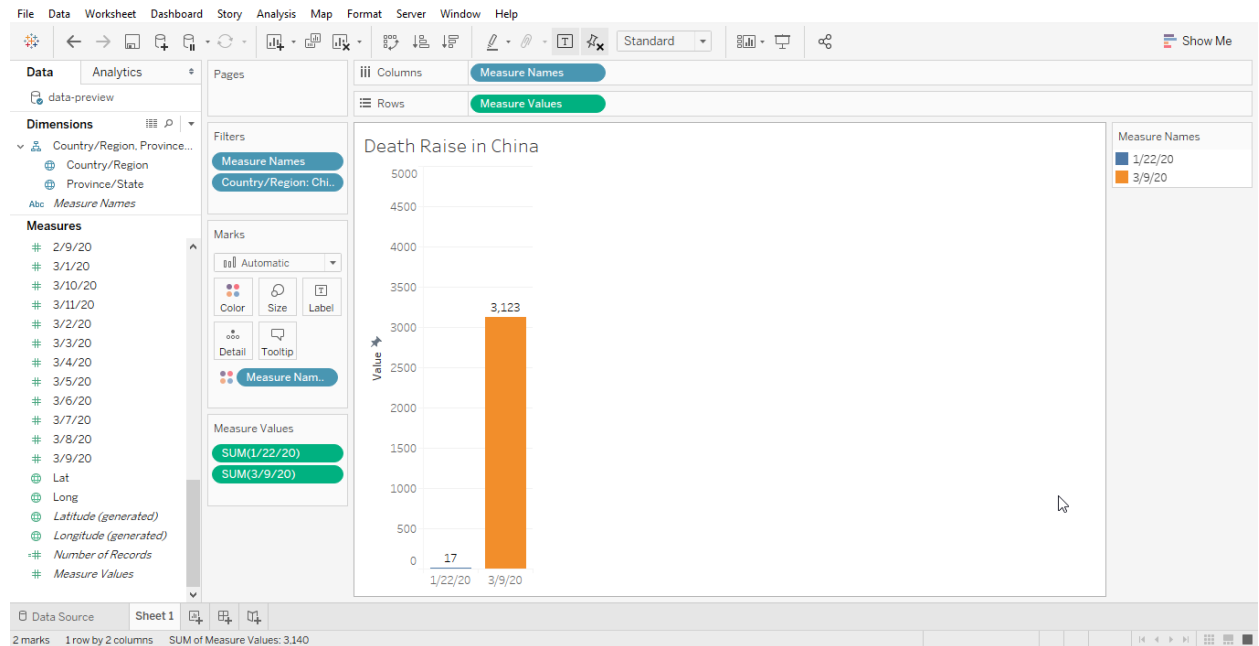 File Data Worksheet Dashboard Story Analysis Map Format Server Window Help
Standard
Show Me
Data Analytics
data-preview
Dimensions
Country/Region, Province...
Country/Region
Province/State
Abc Measure Names
Measures
2/9/20
3/1/20
3/10/20
3/11/20
3/2/20
3/3/20
3/4/20
3/5/20
3/6/20
3/7/20
3/8/20
3/9/20
Lat
Long
Latitude (generated)
Longitude (generated)
Number of Records
Measure Values
Pages
Filters
Measure Names
Country/Region: Chi..
Marks
Automatic
Color Size Label
Detail Tooltip
Measure Nam..
Measure Values
SUM(1/22/20)
SUM(3/9/20)
Columns Measure Names
Rows Measure Values
Death Raise in China
5000
4500
4000
3500
3,123
3000
Value
2500
2000
1500
1000
500
17
0
1/22/20 3/9/20
Measure Names
1/22/20
3/9/20
Data Source Sheet 1
2 marks 1 row by 2 columns SUM of Measure Values: 3,140